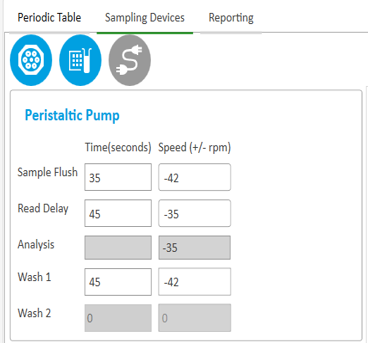 Periodic Table Sampling Devices Reporting
Peristaltic Pump
Time(seconds) Speed (+/- rpm)
Sample Flush 35 -42
Read Delay 45 -35
Analysis -35
Wash 1 45 -42
Wash 2 0 0